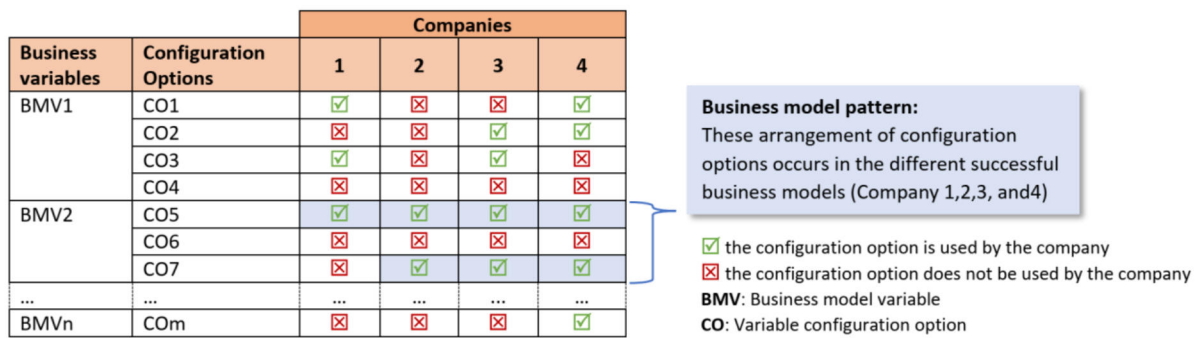 Companies
Business variables Configuration Options 1 2 3 4
BMV1 CO1 ☑ ☒ ☒ ☑
CO2 ☒ ☒ ☑ ☑
CO3 ☑ ☒ ☑ ☒
CO4 ☒ ☒ ☒ ☒
BMV2 CO5 ☑ ☑ ☑ ☑
CO6 ☒ ☒ ☒ ☒
CO7 ☒ ☑ ☑ ☑
... ... ... ... ... ...
BMVn COm ☒ ☒ ☒ ☑
Business model pattern:
These arrangement of configuration
options occurs in the different successful
business models (Company 1,2,3, and4)
☑ the configuration option is used by the company
☒ the configuration option does not be used by the company
BMV: Business model variable
CO: Variable configuration option